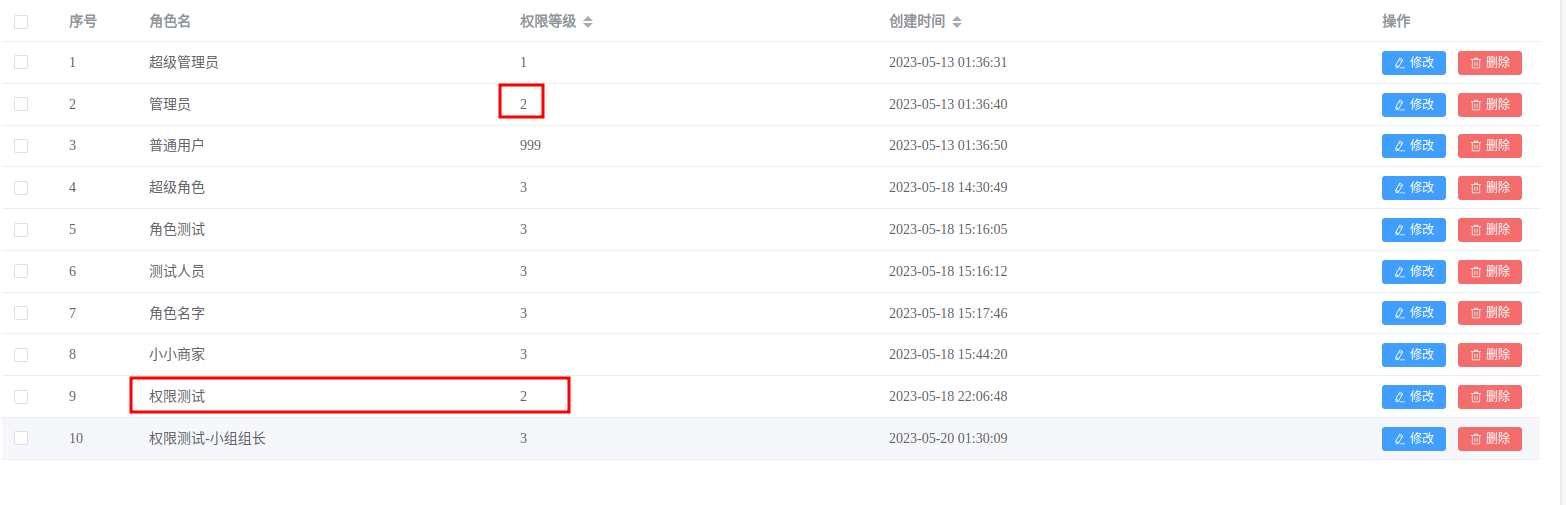 序号 角色名 权限等级 创建时间 操作
1 超级管理员 1 2023-05-13 01:36:31 修改 删除
2 管理员 2 2023-05-13 01:36:40 修改 删除
3 普通用户 999 2023-05-13 01:36:50 修改 删除
4 超级角色 3 2023-05-18 14:30:49 修改 删除
5 角色测试 3 2023-05-18 15:16:05 修改 删除
6 测试人员 3 2023-05-18 15:16:12 修改 删除
7 角色名字 3 2023-05-18 15:17:46 修改 删除
8 小小商家 3 2023-05-18 15:44:20 修改 删除
9 权限测试 2 2023-05-18 22:06:48 修改 删除
10 权限测试-小组组长 3 2023-05-20 01:30:09 修改 删除